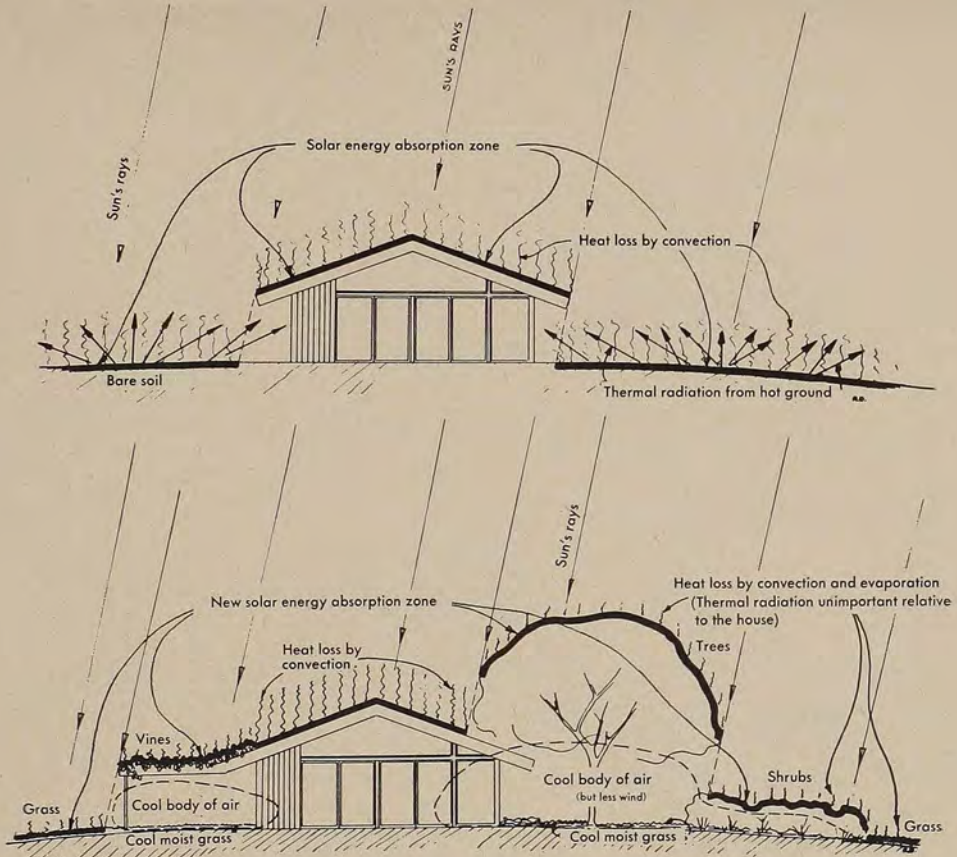 SUN'S RAYS
Sun's rays
Solar energy absorption zone
Heat loss by convection
Bare soil
Thermal radiation from hot ground
R.D.
Sun's rays
Heat loss by convection and evaporation
(Thermal radiation unimportant relative
to the house)
New solar energy absorption zone
Trees
Heat loss by
convection
Vines
Shrubs
Cool body of air
(but less wind)
Grass
Cool body of air
Grass
Cool moist grass
Cool moist grass